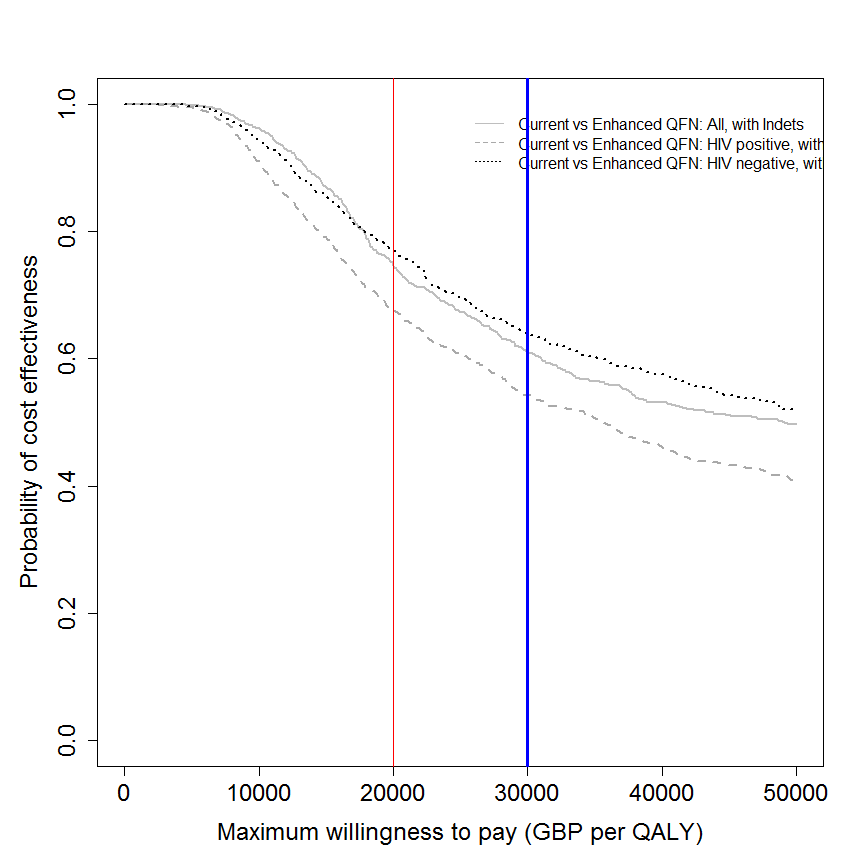 Current vs Enhanced QFN: All, with Indets
Current vs Enhanced QFN: HIV positive, with
Current vs Enhanced QFN: HIV negative, wit
Probability of cost effectiveness
1.0
0.8
0.6
0.4
0.2
0.0
0 10000 20000 30000 40000 50000
Maximum willingness to pay (GBP per QALY)